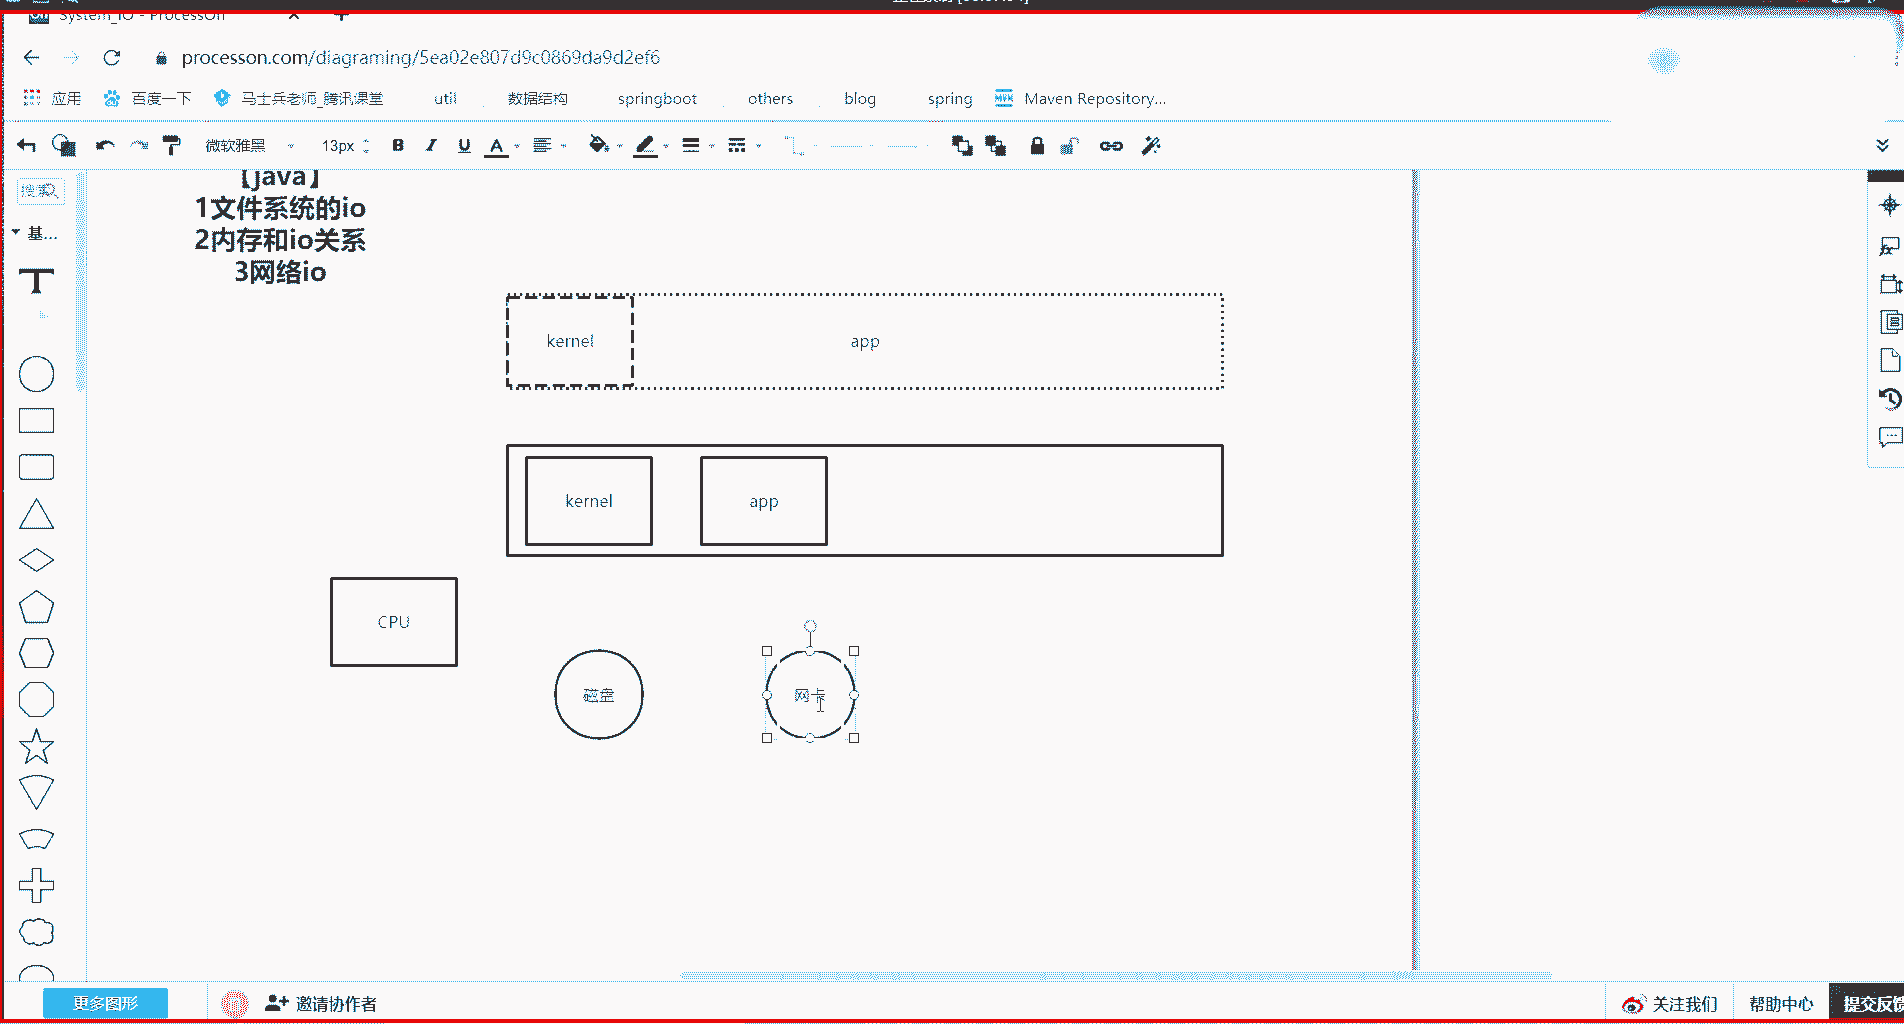 System_IO - ProcessOn
processon.com/diagraming/5ea02e807d9c0869da9d2ef6
应用 百度一下 马士兵老师_腾讯课堂 util 数据结构 springboot others blog spring Maven Repository...
微软雅黑 13px B I U A
搜索
基...
T
【java】
1文件系统的io
2内存和io关系
3网络io
kernel app
kernel app
CPU
磁盘 网卡
更多图形 邀请协作者 关注我们 帮助中心 提交反馈